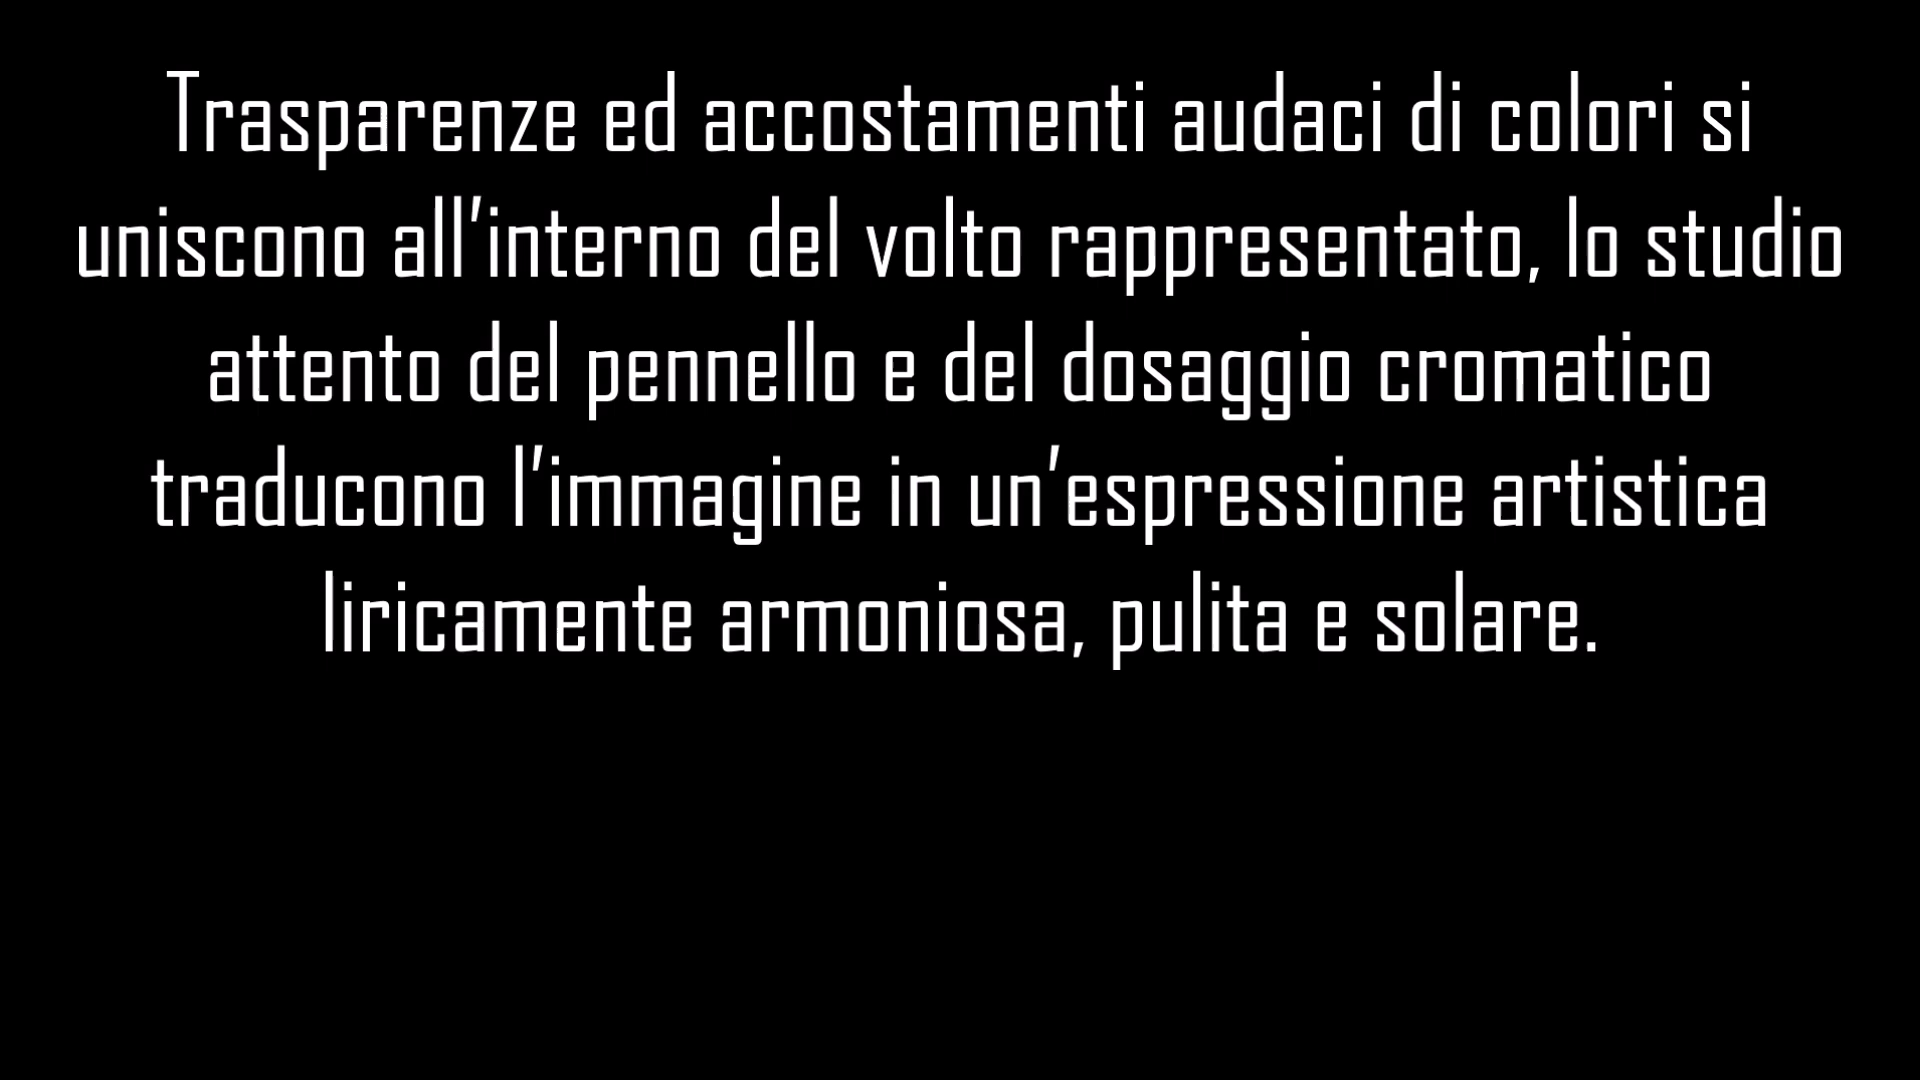 Trasparenze ed accostamenti audaci di colori si
uniscono all'interno del volto rappresentato, lo studio
attento del pennello e del dosaggio cromatico
traducono l'immagine in un'espressione artistica
liricamente armoniosa, pulita e solare.